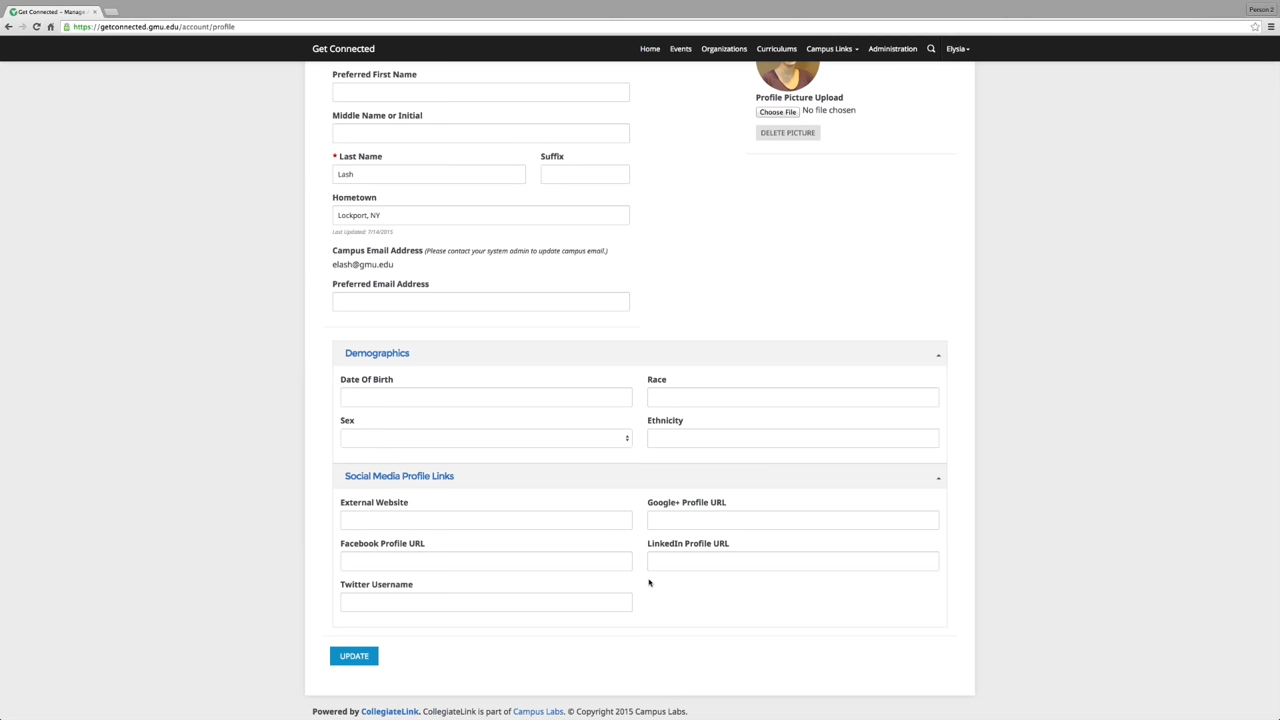 Get Connected - Manage
Person 2
https://getconnected.gmu.edu/account/profile
Get Connected
Home Events Organizations Curriculums Campus Links Administration Elysia
Preferred First Name
Profile Picture Upload
Choose File No file chosen
DELETE PICTURE
Middle Name or Initial
* Last Name Suffix
Lash
Hometown
Lockport, NY
Last Updated: 7/14/2015
Campus Email Address (Please contact your system admin to update campus email.)
elash@gmu.edu
Preferred Email Address
Demographics
Date Of Birth Race
Sex Ethnicity
Social Media Profile Links
External Website Google+ Profile URL
Facebook Profile URL LinkedIn Profile URL
Twitter Username
UPDATE
Powered by CollegiateLink. CollegiateLink is part of Campus Labs. © Copyright 2015 Campus Labs.